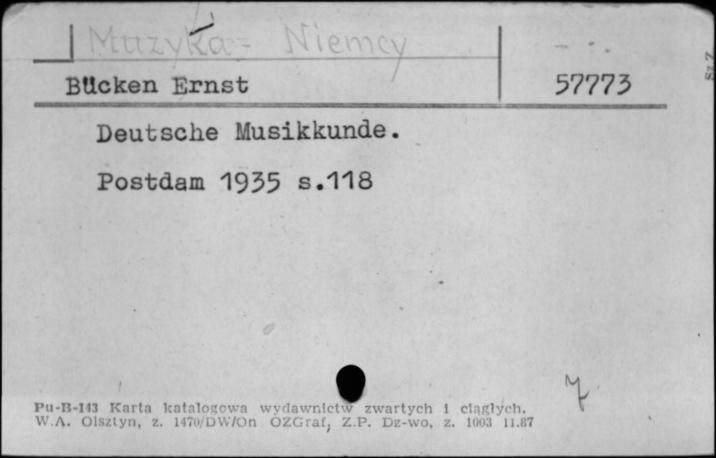 Muzyka - Niemcy
Bücken Ernst 57773
Deutsche Musikkunde.
Postdam 1935 s.118
Pu-B-143 Karta katalogowa wydawnictw zwartych i ciągłych.
W.A. Olsztyn, z. 1470/DW/On OZGraf, Z.P. Dz-wo, z. 1003 11.87